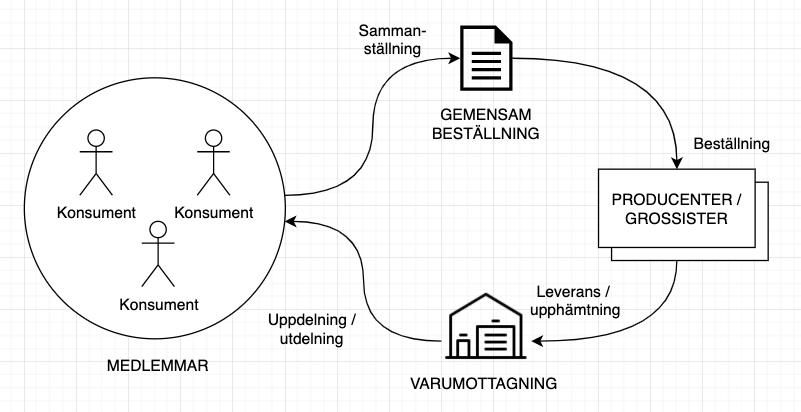 Samman-
ställning
GEMENSAM
BESTÄLLNING
Beställning
PRODUCENTER /
GROSSISTER
Konsument
Konsument
Konsument
Leverans /
upphämtning
Uppdelning /
utdelning
MEDLEMMAR
VARUMOTTAGNING